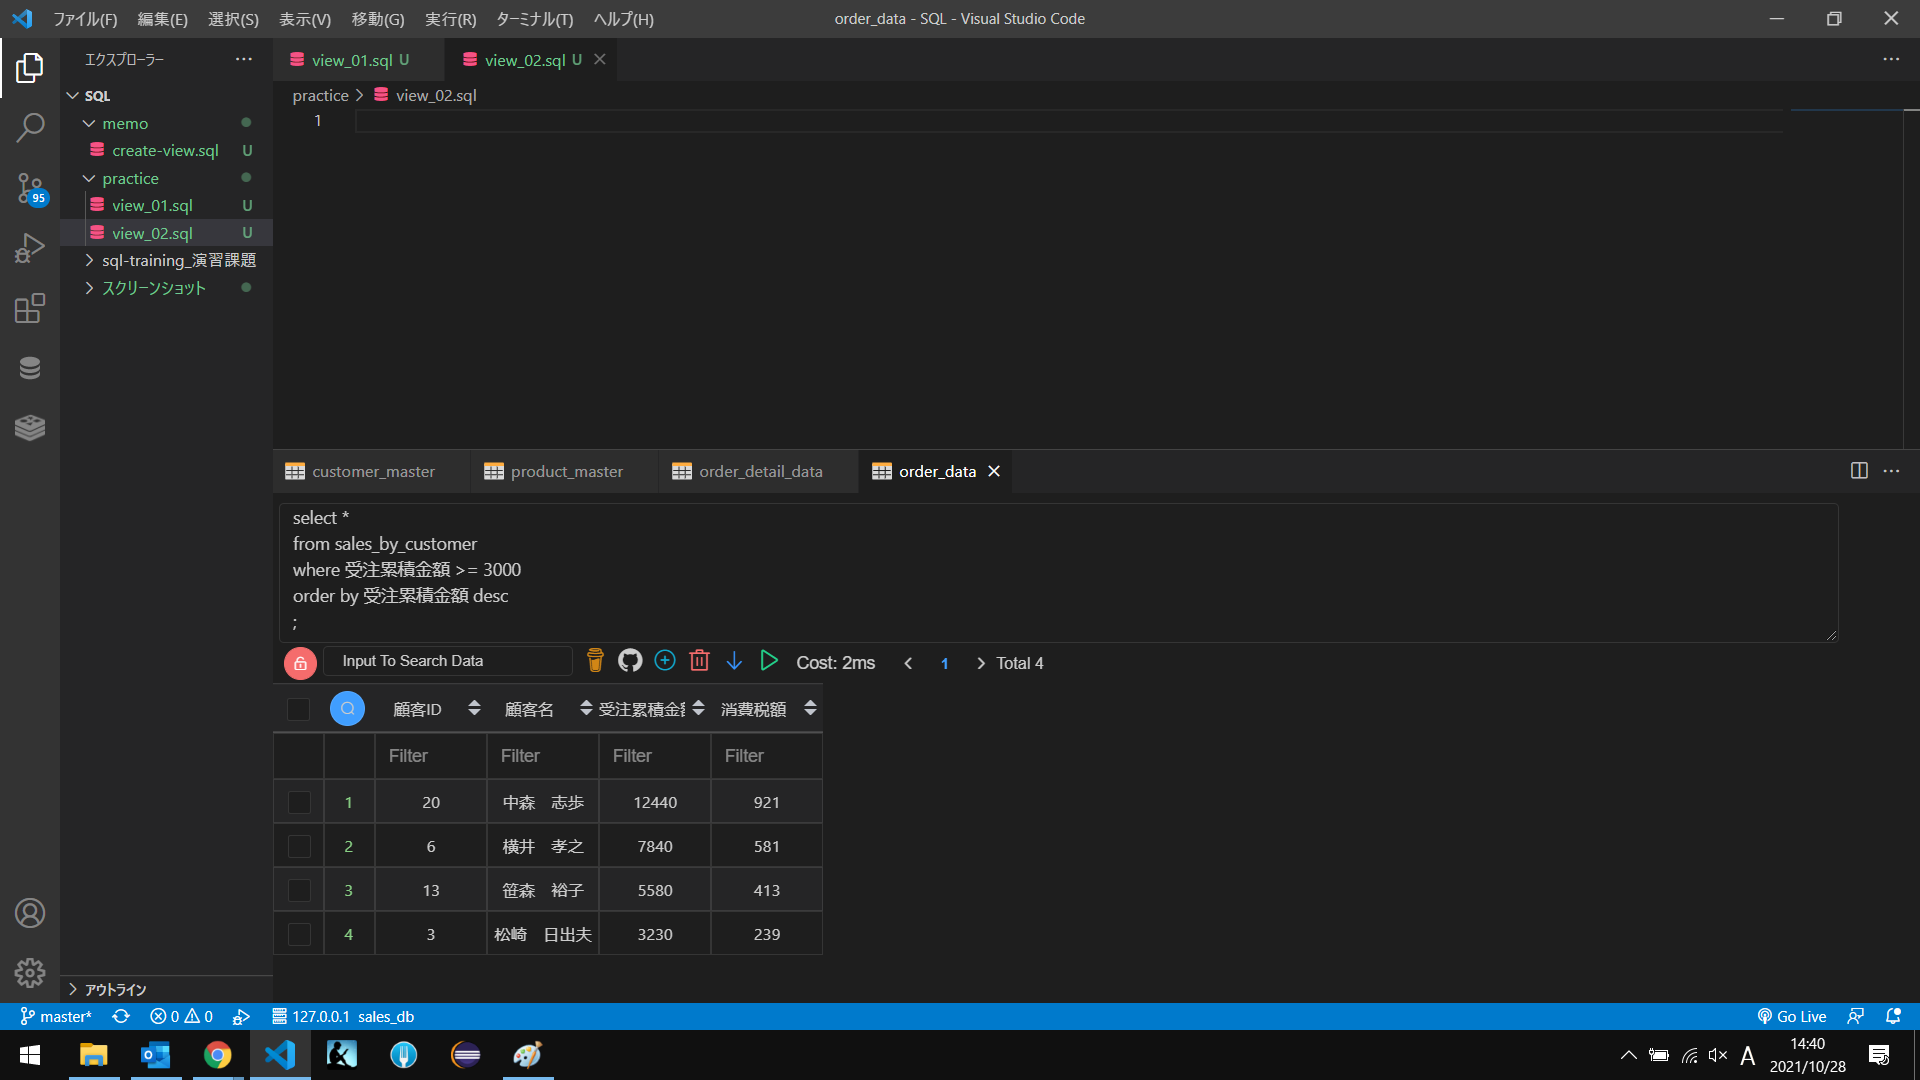 ファイル(F) 編集(E) 選択(S) 表示(V) 移動(G) 実行(R) ターミナル(T) ヘルプ(H) order_data - SQL - Visual Studio Code
エクスプローラー
SQL
memo
create-view.sql U
practice
view_01.sql U
view_02.sql U
sql-training_演習課題
スクリーンショット
95
アウトライン
view_01.sql U view_02.sql U
practice view_02.sql
1
customer_master product_master order_detail_data order_data
select *
from sales_by_customer
where 受注累積金額 >= 3000
order by 受注累積金額 desc
;
Input To Search Data Cost: 2ms 1 Total 4
顧客ID 顧客名 受注累積金 消費税額
Filter Filter Filter Filter
1 20 中森　志歩 12440 921
2 6 横井　孝之 7840 581
3 13 笹森　裕子 5580 413
4 3 松崎　日出夫 3230 239
master* 0 0 127.0.0.1 sales_db Go Live
A 14:40
2021/10/28